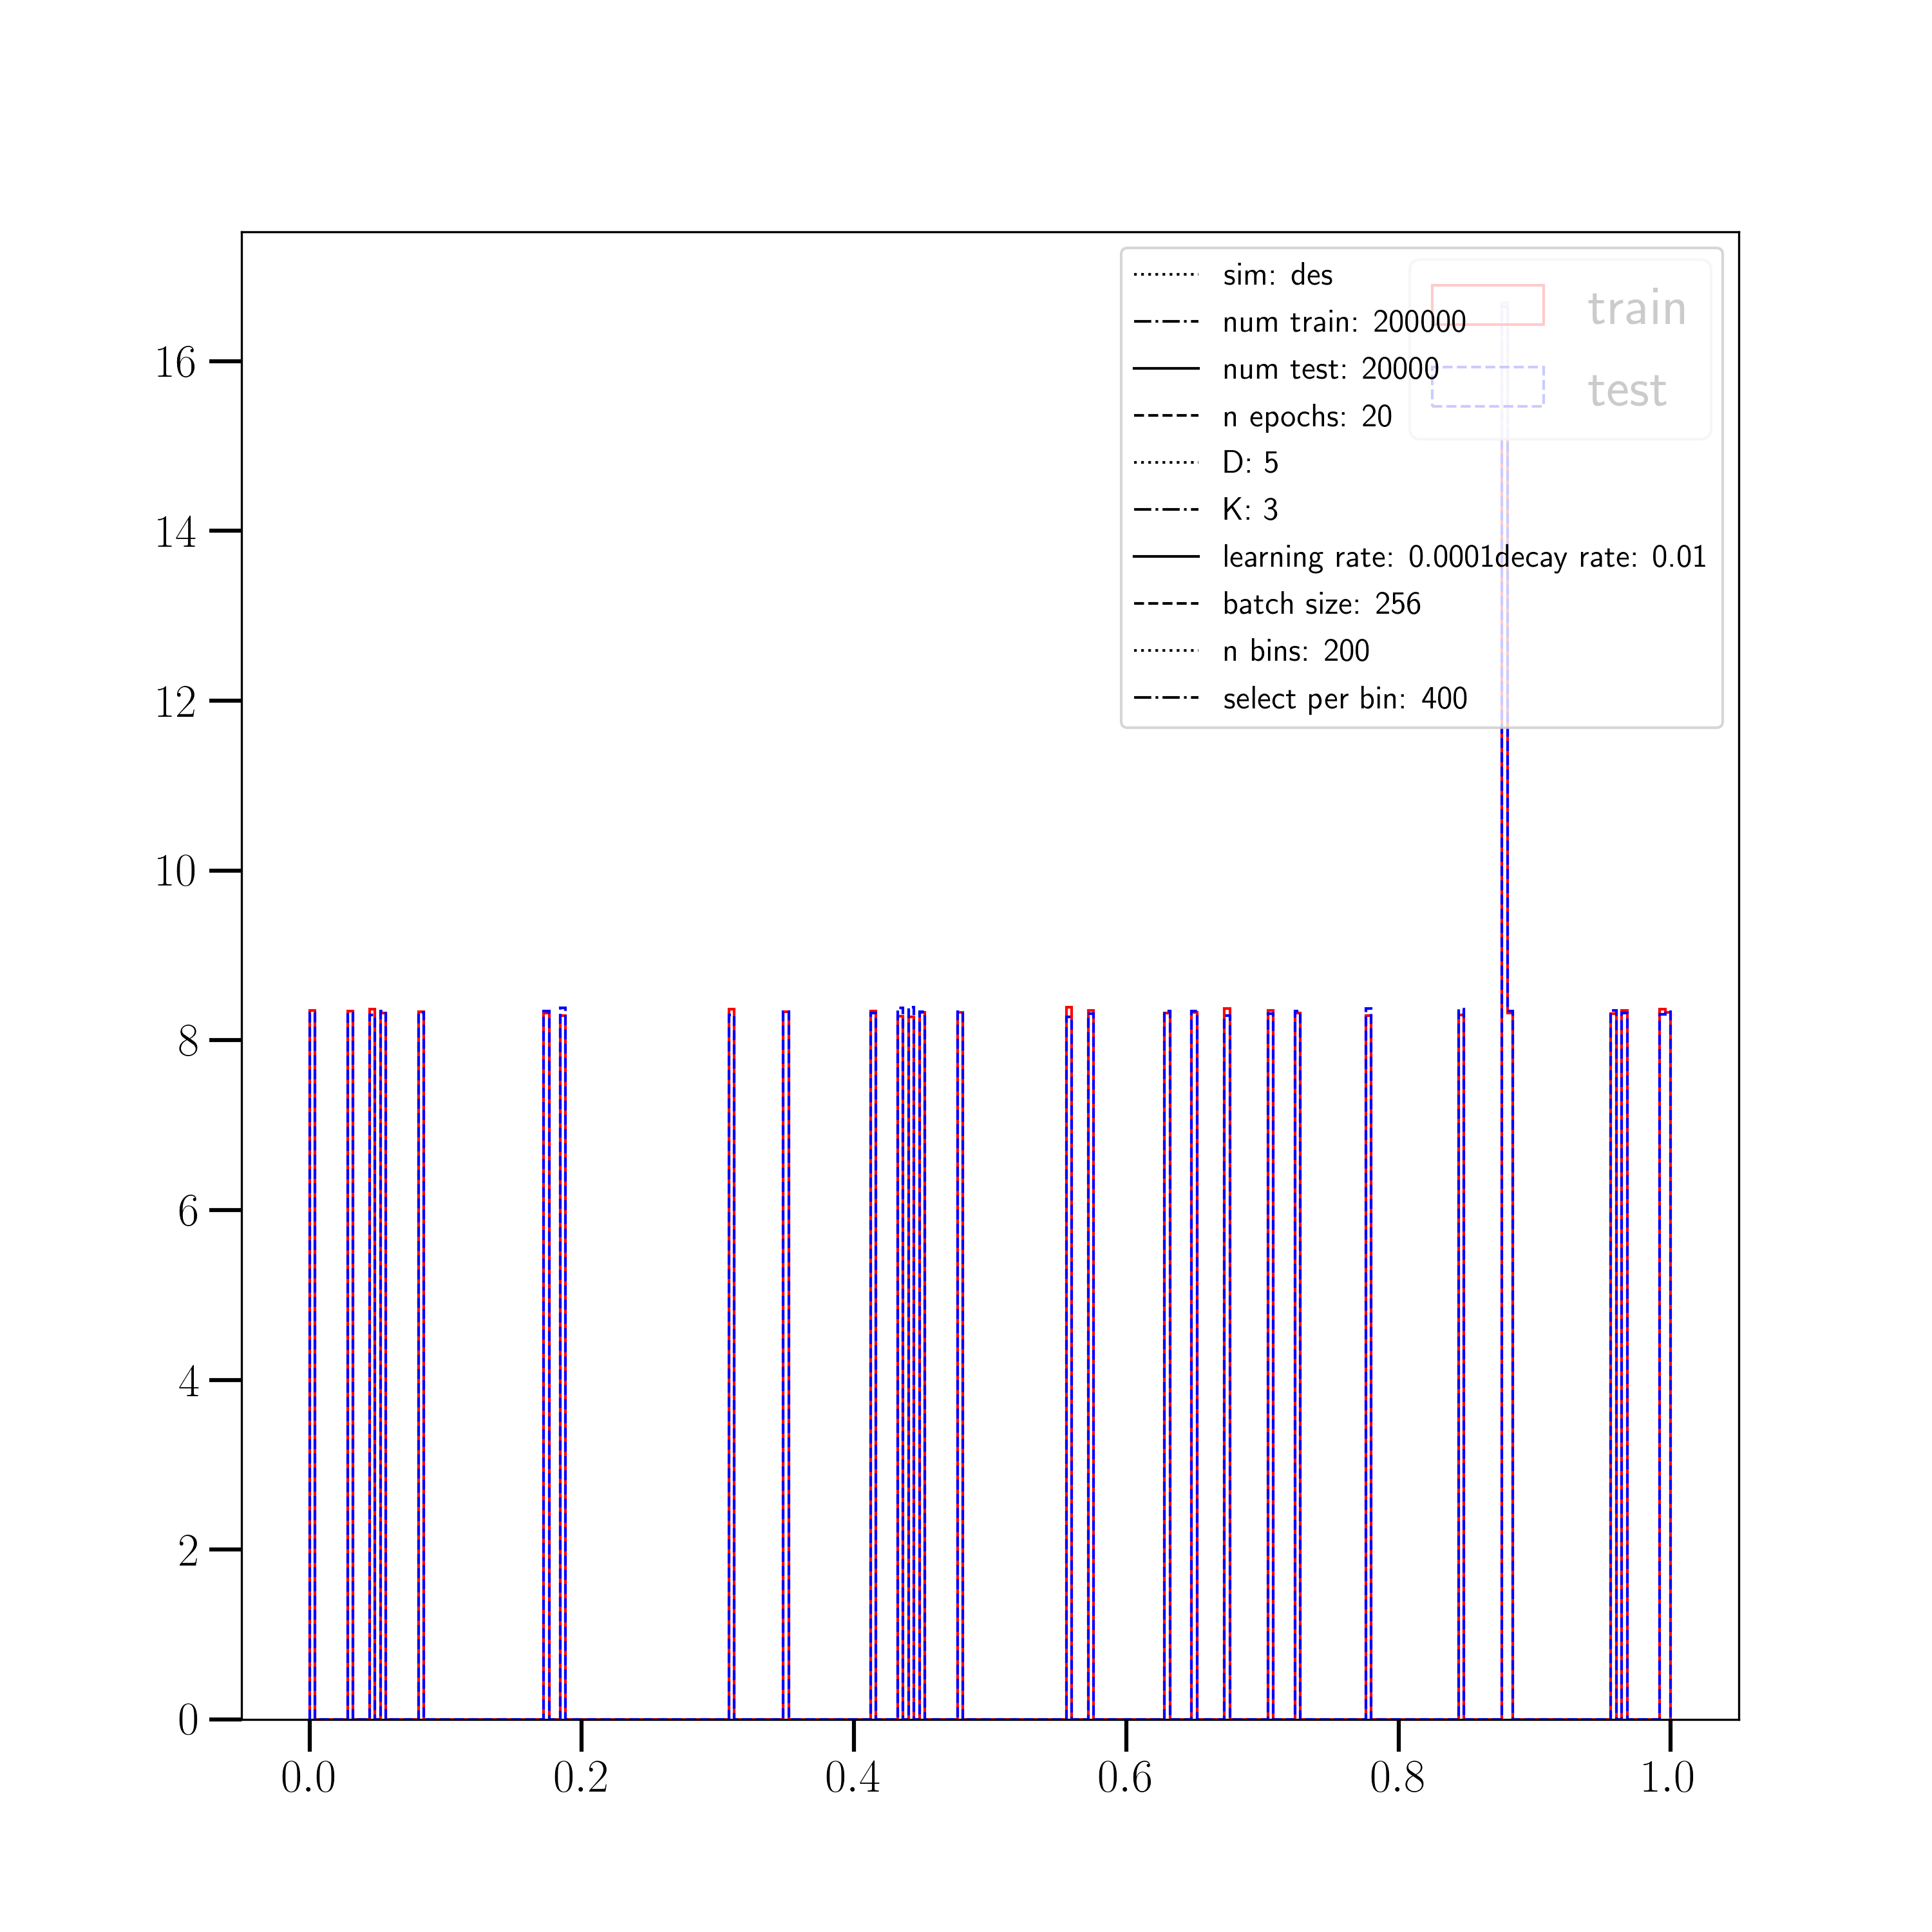 sim: des
num train: 200000
num test: 20000
n epochs: 20
D: 5
K: 3
learning rate: 0.0001decay rate: 0.01
batch size: 256
n bins: 200
select per bin: 400
train
test
16
14
12
10
8
6
4
2
0
0.0 0.2 0.4 0.6 0.8 1.0